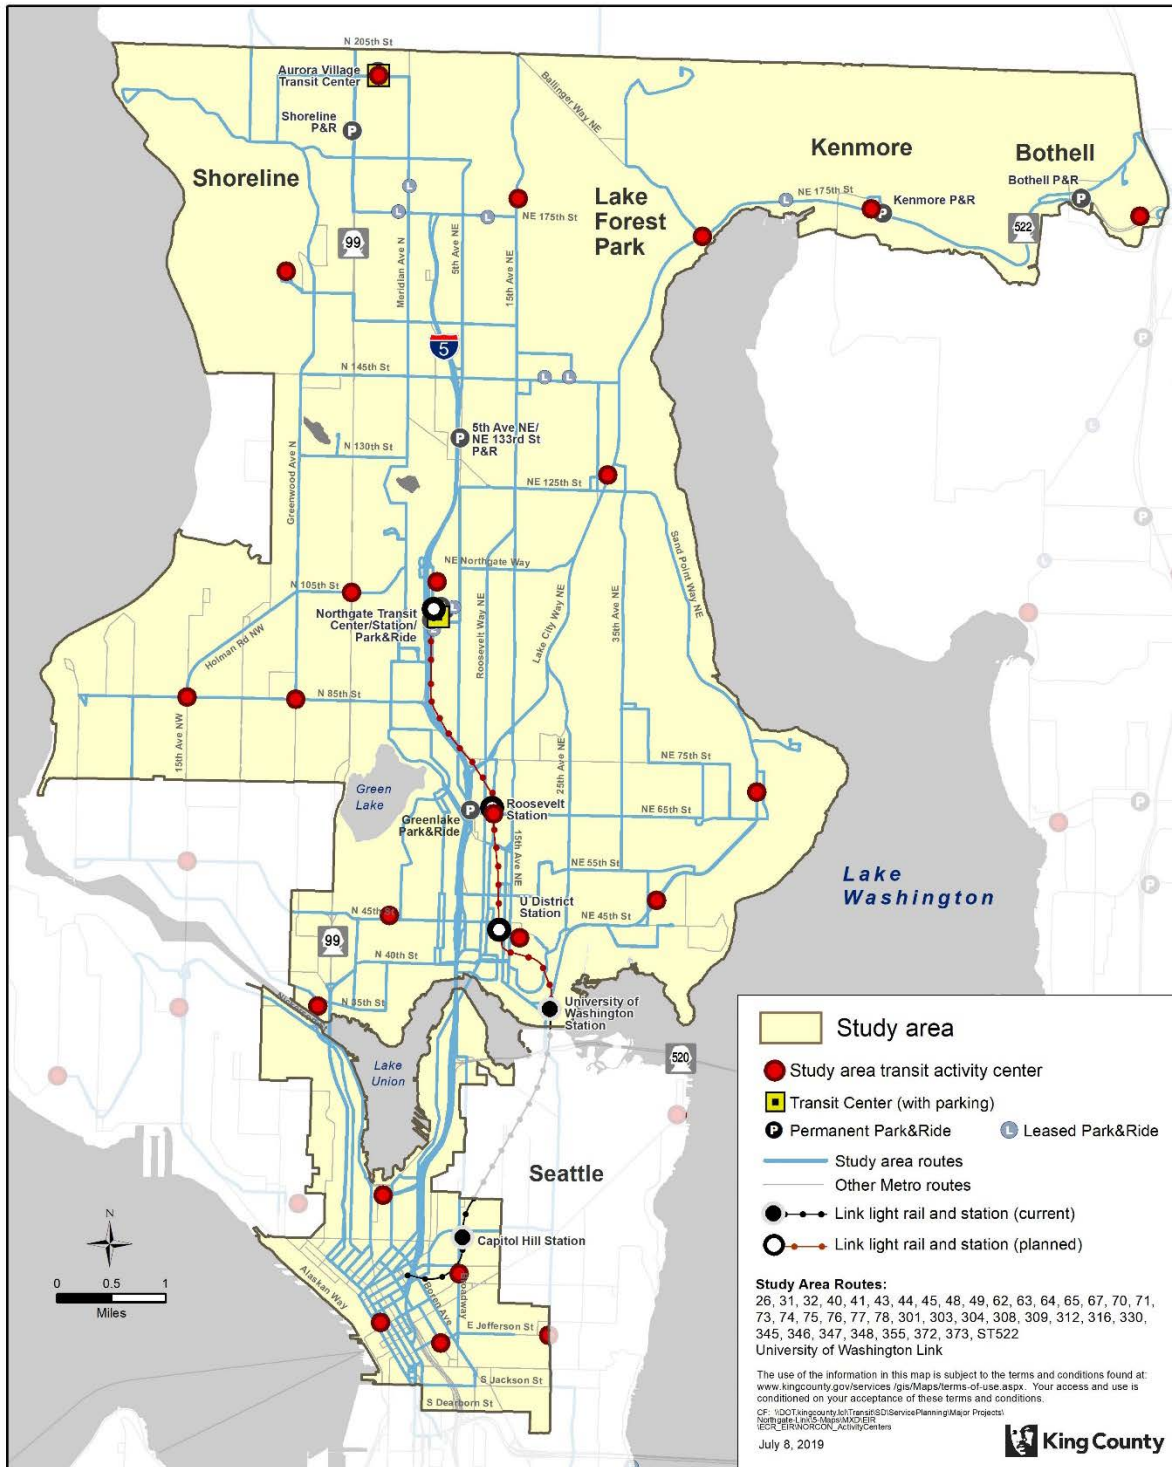 N 205th St
Aurora Village
Transit Center
Ballinger Way NE
Shoreline
P&R
Shoreline
Kenmore
Bothell
Bothell P&R
NE 175th St
Kenmore P&R
Lake
Forest
Park
NE 175th St
522
99
Meridian Ave N
5th Ave NE
15th Ave NE
5
N 145th St
5th Ave NE/
NE 133rd St
P&R
N 130th St
Greenwood Ave N
NE 125th St
Sand Point Way NE
NE Northgate Way
N 105th St
Northgate Transit
Center/Station/
Park&Ride
Holman Rd NW
Roosevelt Way NE
Lake City Way NE
35th Ave NE
N 85th St
15th Ave NW
25th Ave NE
NE 75th St
Green
Lake
Greenlake
Park&Ride
Roosevelt
Station
NE 65th St
15th Ave NE
NE 55th St
Lake
Washington
U District
Station
N 45th St
NE 45th St
99
N 40th St
N 35th St
University of
Washington
Station
520
Lake
Union
Seattle
Capitol Hill Station
Alaskan Way
Boren Ave
Broadway
E Jefferson St
S Jackson St
S Dearborn St
N
0 0.5 1
Miles
Study area
Study area transit activity center
Transit Center (with parking)
P Permanent Park&Ride L Leased Park&Ride
Study area routes
Other Metro routes
Link light rail and station (current)
Link light rail and station (planned)
Study Area Routes:
26, 31, 32, 40, 41, 43, 44, 45, 48, 49, 62, 63, 64, 65, 67, 70, 71,
73, 74, 75, 76, 77, 78, 301, 303, 304, 308, 309, 312, 316, 330,
345, 346, 347, 348, 355, 372, 373, ST522
University of Washington Link
The use of the information in this map is subject to the terms and conditions found at:
www.kingcounty.gov/services /gis/Maps/terms-of-use.aspx. Your access and use is
conditioned on your acceptance of these terms and conditions.
July 8, 2019
King County